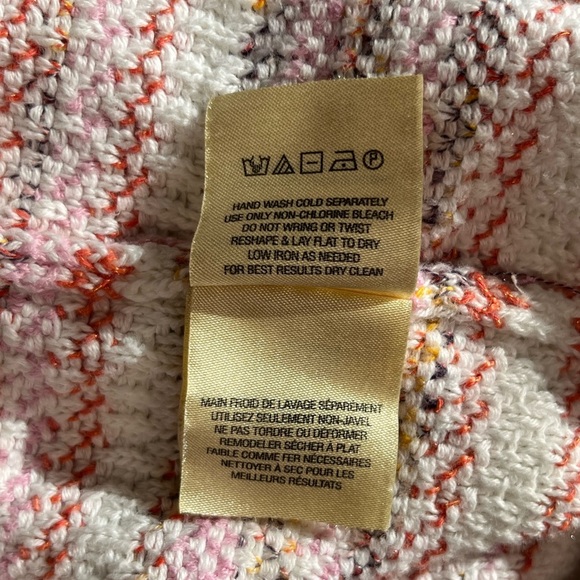 P
HAND WASH COLD SEPARATELY
USE ONLY NON-CHLORINE BLEACH
DO NOT WRING OR TWIST
RESHAPE & LAY FLAT TO DRY
LOW IRON AS NEEDED
FOR BEST RESULTS DRY CLEAN
MAIN FROID DE LAVAGE SÉPAREMENT
UTILISEZ SEULEMENT NON-JAVEL
NE PAS TORDRE OU DÉFORMER
REMODELER SÉCHER À PLAT
FAIBLE COMME FER NÉCESSAIRES
NETTOYER À SEC POUR LES
MEILLEURS RÉSULTATS